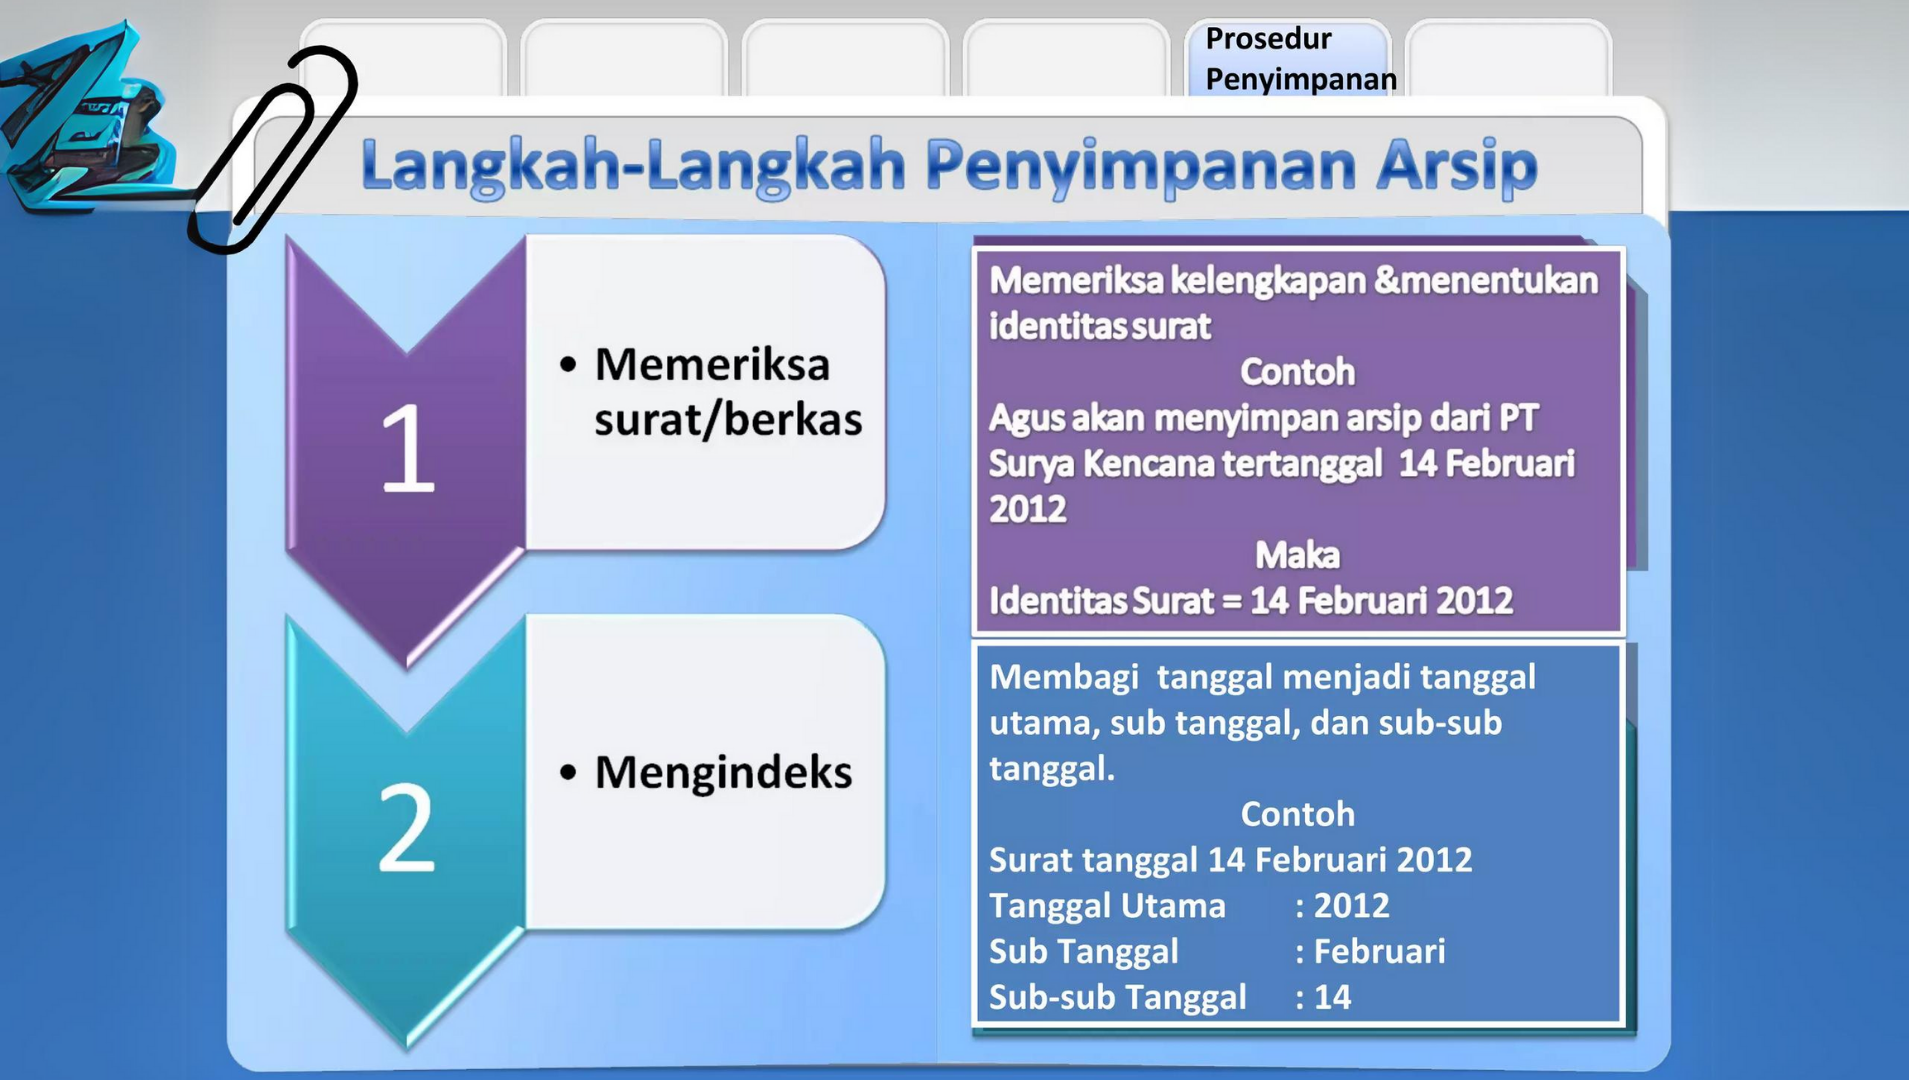 Prosedur
Penyimpanan
Langkah-Langkah Penyimpanan Arsip
1
• Memeriksa
surat/berkas
Memeriksa kelengkapan &menentukan
identitas surat
Contoh
Agus akan menyimpan arsip dari PT
Surya Kencana tertanggal 14 Februari
2012
Maka
Identitas Surat = 14 Februari 2012
2
• Mengindeks
Membagi tanggal menjadi tanggal
utama, sub tanggal, dan sub-sub
tanggal.
Contoh
Surat tanggal 14 Februari 2012
Tanggal Utama : 2012
Sub Tanggal : Februari
Sub-sub Tanggal : 14